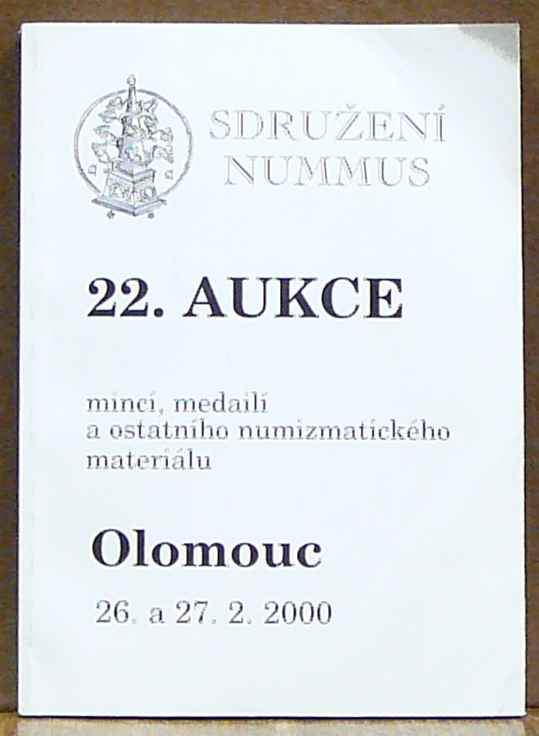 SDRUŽENÍ
NUMMUS
22. AUKCE
mincí, medailí
a ostatního numizmatického
materiálu
Olomouc
26. a 27. 2. 2000